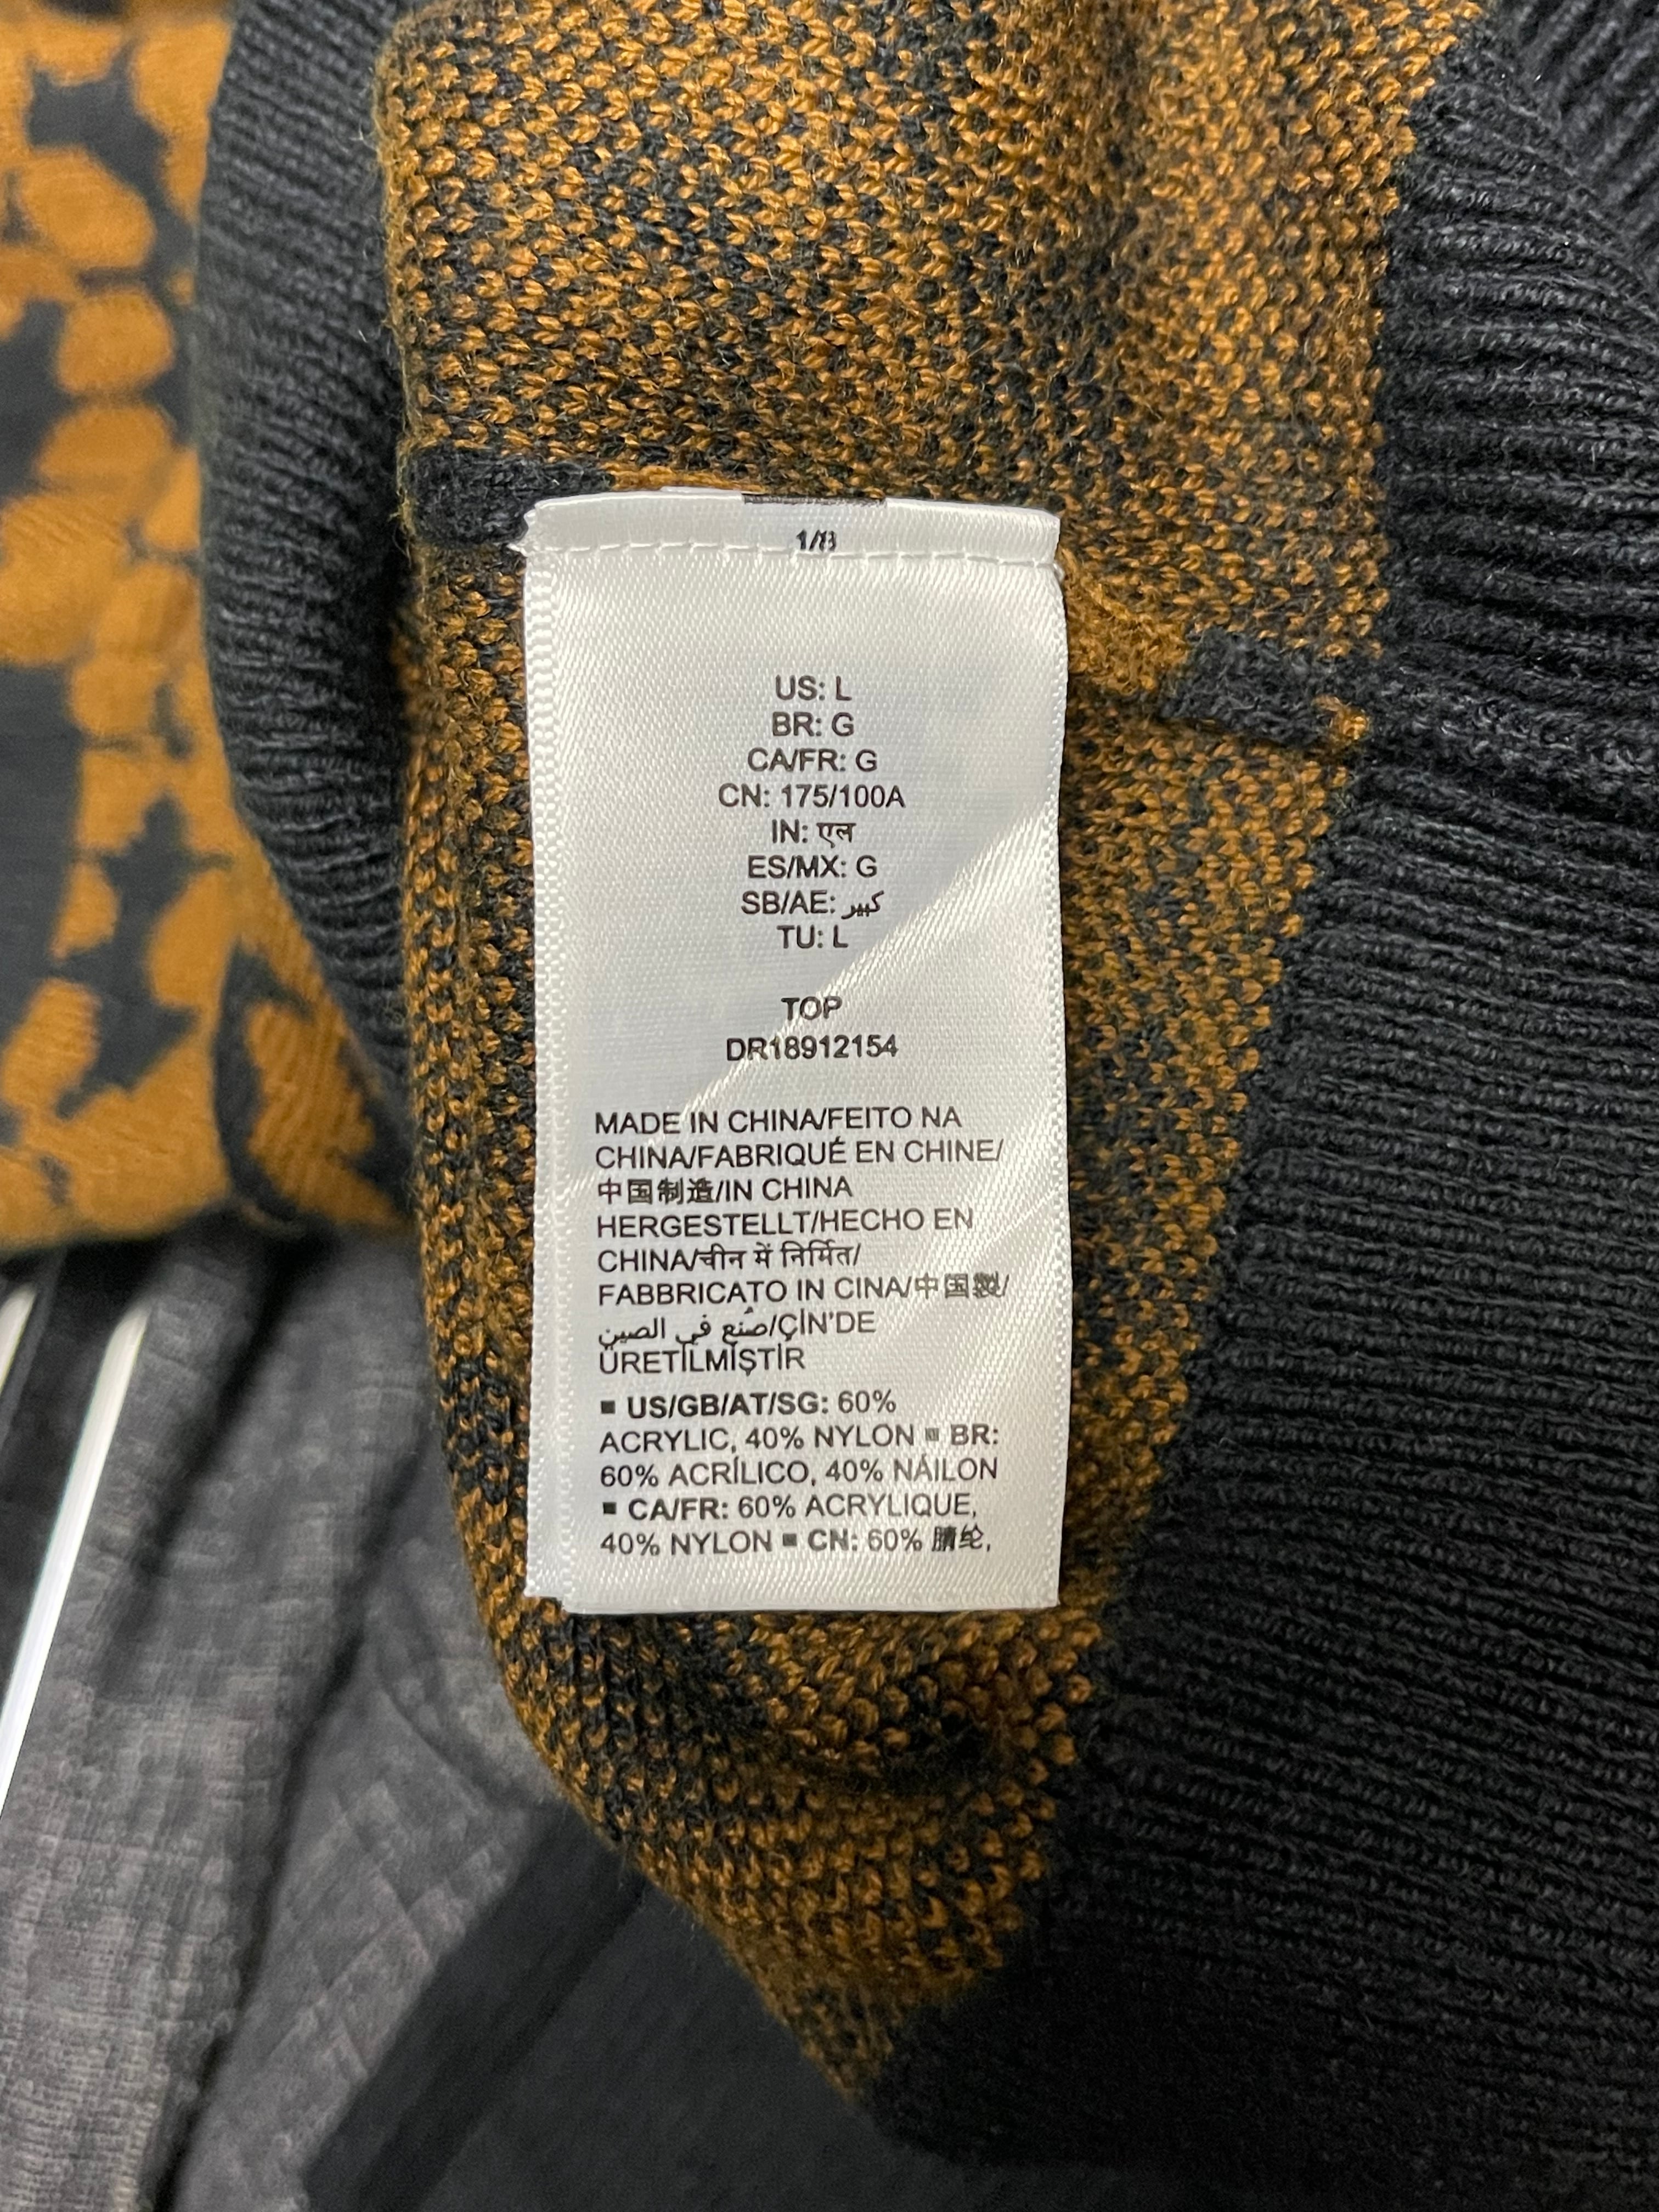 1/8
US: L
BR: G
CA/FR: G
CN: 175/100A
IN: एल
ES/MX: G
SB/AE: كبير
TU: L
TOP
DR18912154
MADE IN CHINA/FEITO NA
CHINA/FABRIQUÉ EN CHINE/
中国制造/IN CHINA
HERGESTELLT/HECHO EN
CHINA/चीन में निर्मित/
FABBRICATO IN CINA/中国製/
صُنع في الصين/ÇİN'DE
ÜRETİLMİŞTİR
■ US/GB/AT/SG: 60%
ACRYLIC, 40% NYLON ■ BR:
60% ACRÍLICO, 40% NÁILON
■ CA/FR: 60% ACRYLIQUE,
40% NYLON ■ CN: 60% 腈纶,